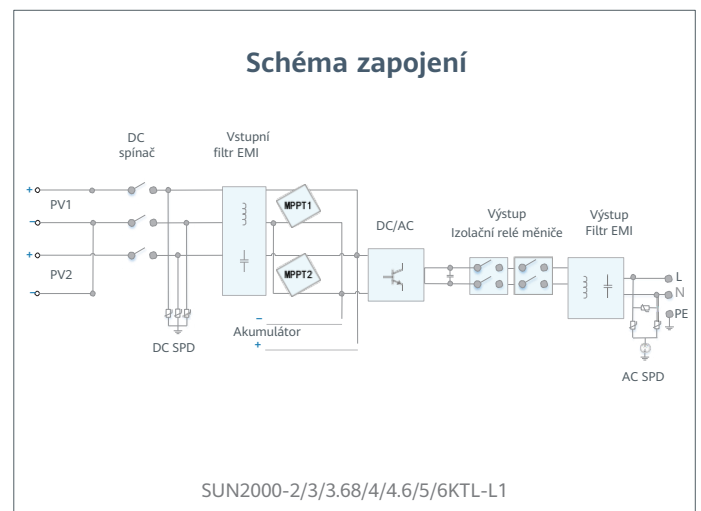 Schéma zapojení
DC
spínač
Vstupní
filtr EMI
+
PV1
−
+
PV2
−
MPPT1
MPPT2
DC/AC
Výstup
Izolační relé měniče
Výstup
Filtr EMI
L
N
PE
−
Akumulátor
+
DC SPD
AC SPD
SUN2000-2/3/3.68/4/4.6/5/6KTL-L1